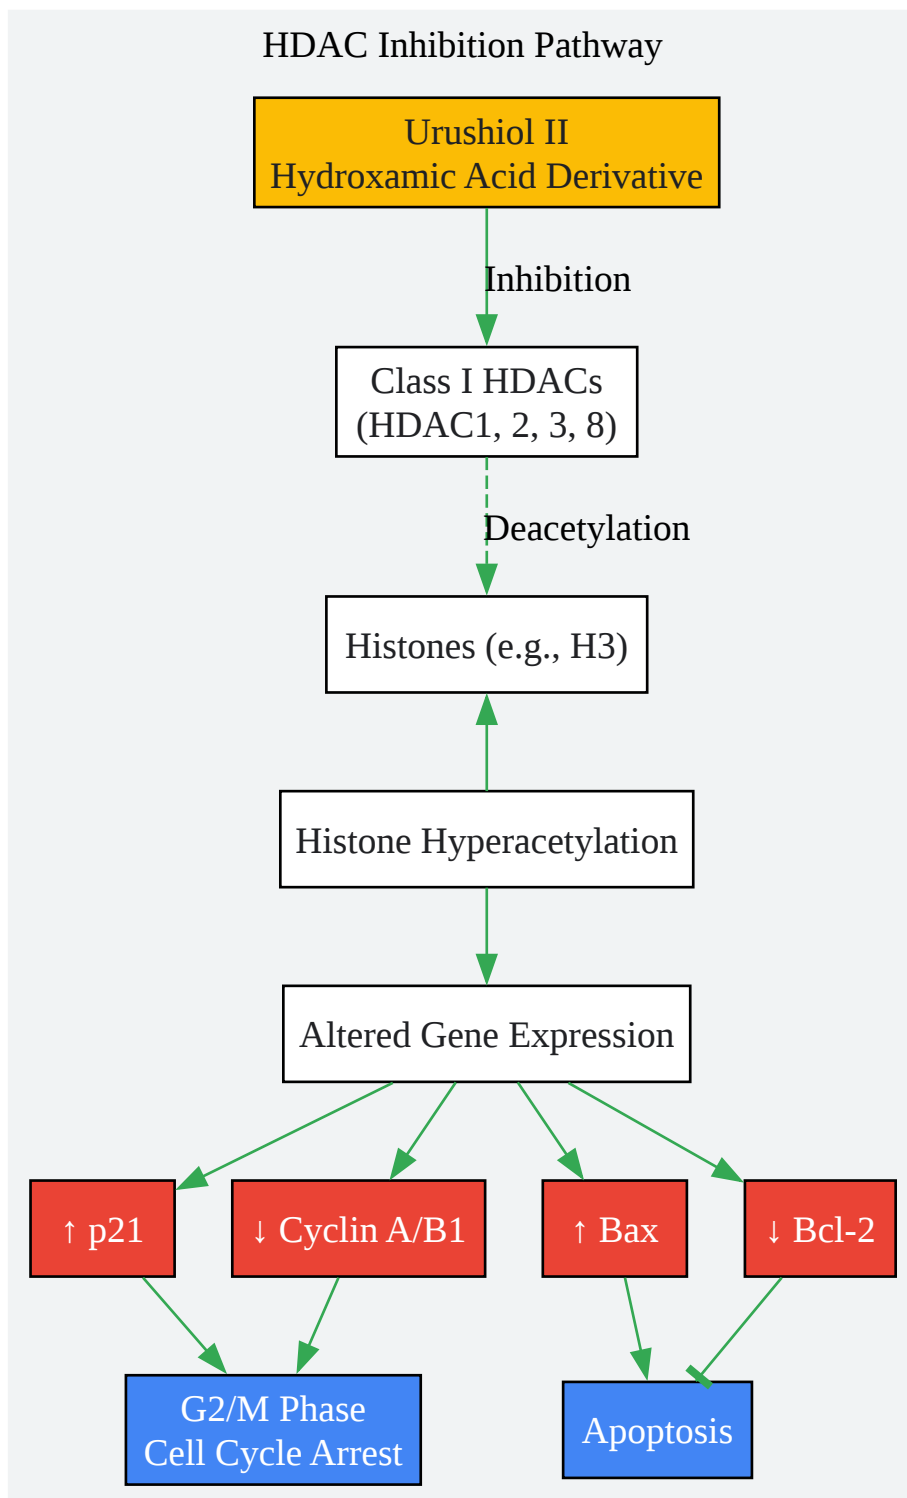 HDAC Inhibition Pathway
Urushiol II
Hydroxamic Acid Derivative
Inhibition
Class I HDACs
(HDAC1, 2, 3, 8)
Deacetylation
Histones (e.g., H3)
Histone Hyperacetylation
Altered Gene Expression
↑ p21
↓ Cyclin A/B1
↑ Bax
↓ Bcl-2
G2/M Phase
Cell Cycle Arrest
Apoptosis